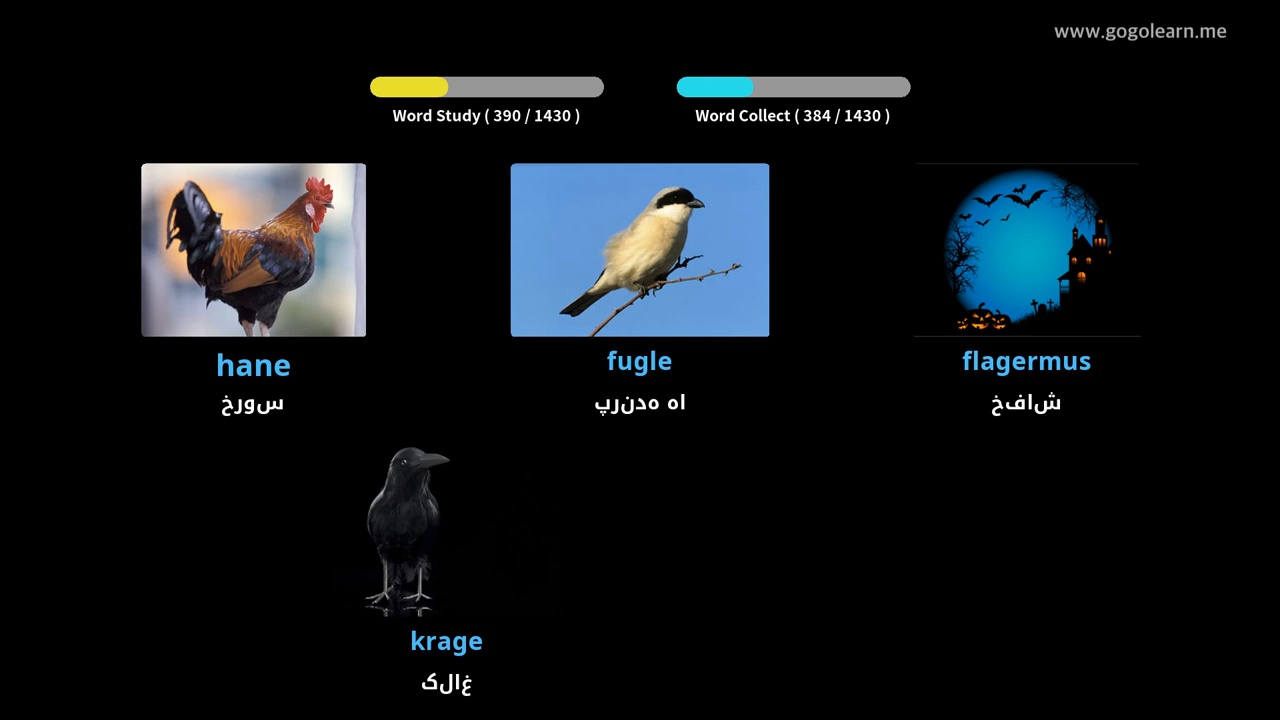 www.gogolearn.me
Word Study ( 390 / 1430 )
Word Collect ( 384 / 1430 )
hane
fugle
flagermus
سورخ
اه هدنرپ
شافخ
krage
غالک